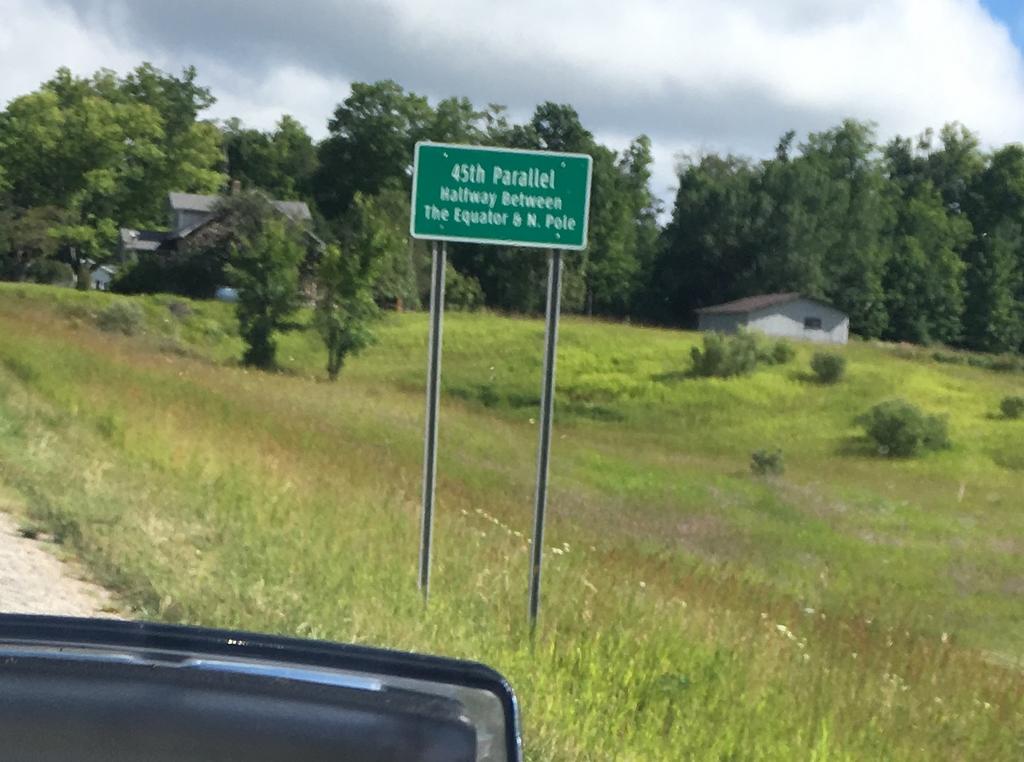 45th Parallel
Halfway Between
The Equator & N. Pole